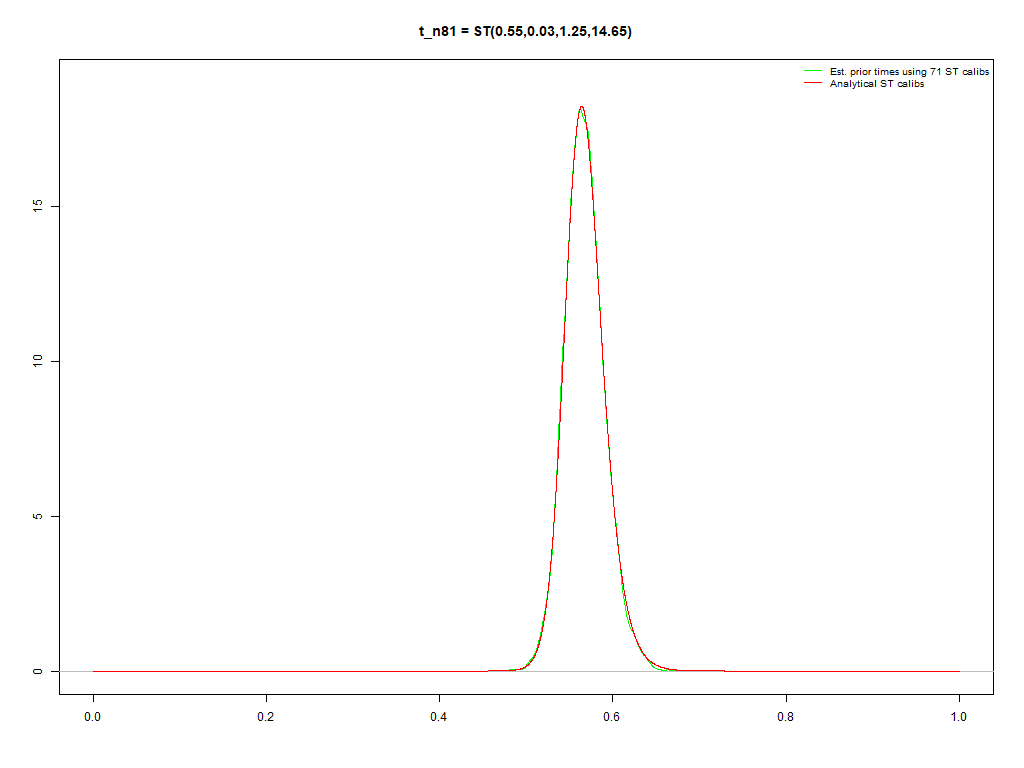 t_n81 = ST(0.55,0.03,1.25,14.65)
Est. prior times using 71 ST calibs
Analytical ST calibs
15
10
5
0
0.0 0.2 0.4 0.6 0.8 1.0